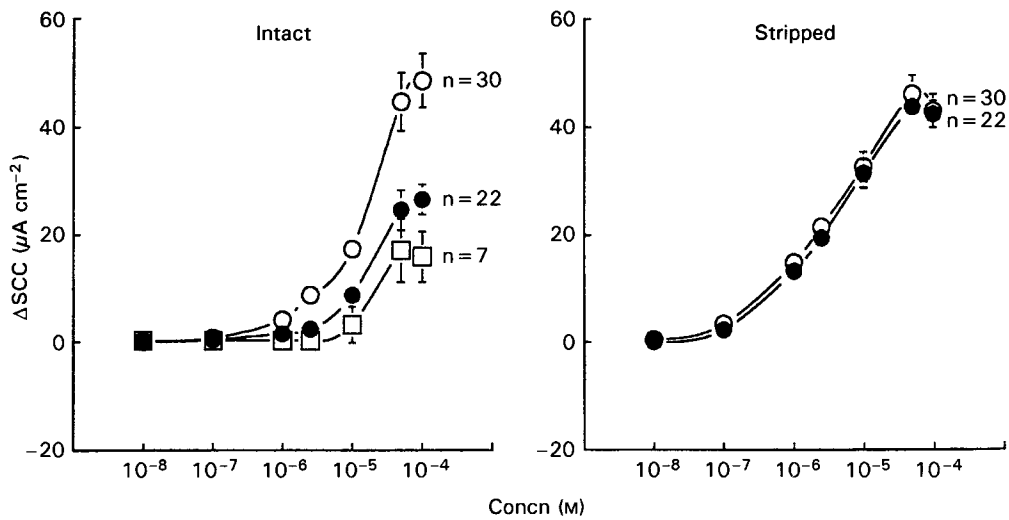 Intact
Stripped
60
40
20
0
−20
ΔSCC (µA cm⁻²)
n = 30
n = 22
n = 7
10⁻⁸ 10⁻⁷ 10⁻⁶ 10⁻⁵ 10⁻⁴
60
40
20
0
−20
n = 30
n = 22
10⁻⁸ 10⁻⁷ 10⁻⁶ 10⁻⁵ 10⁻⁴
Concn (M)